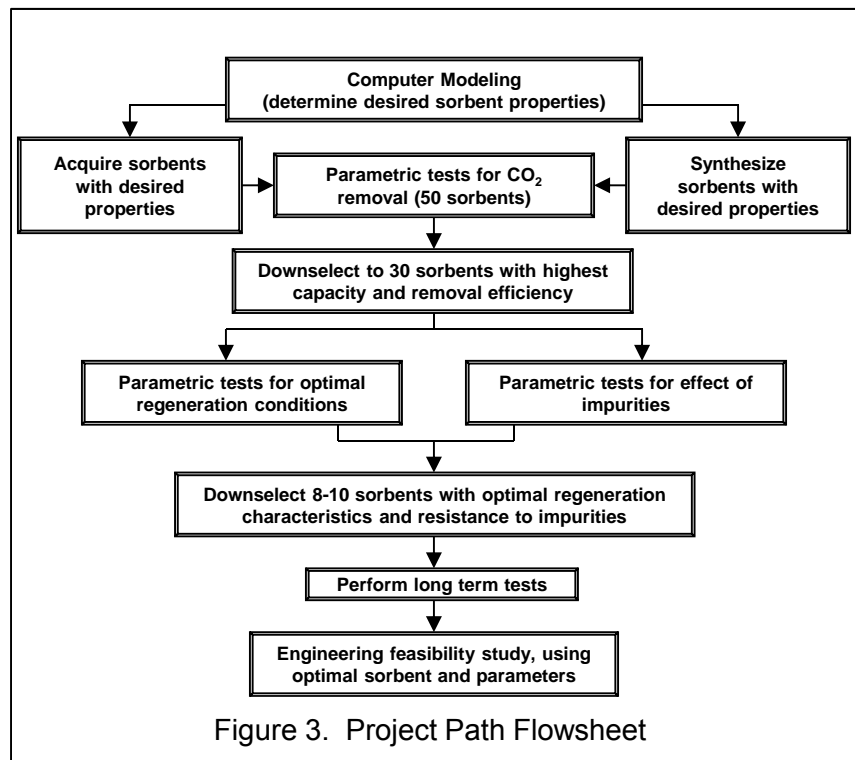 Computer Modeling
(determine desired sorbent properties)
Acquire sorbents
with desired
properties
Parametric tests for CO₂
removal (50 sorbents)
Synthesize
sorbents with
desired properties
Downselect to 30 sorbents with highest
capacity and removal efficiency
Parametric tests for optimal
regeneration conditions
Parametric tests for effect of
impurities
Downselect 8-10 sorbents with optimal regeneration
characteristics and resistance to impurities
Perform long term tests
Engineering feasibility study, using
optimal sorbent and parameters
Figure 3. Project Path Flowsheet